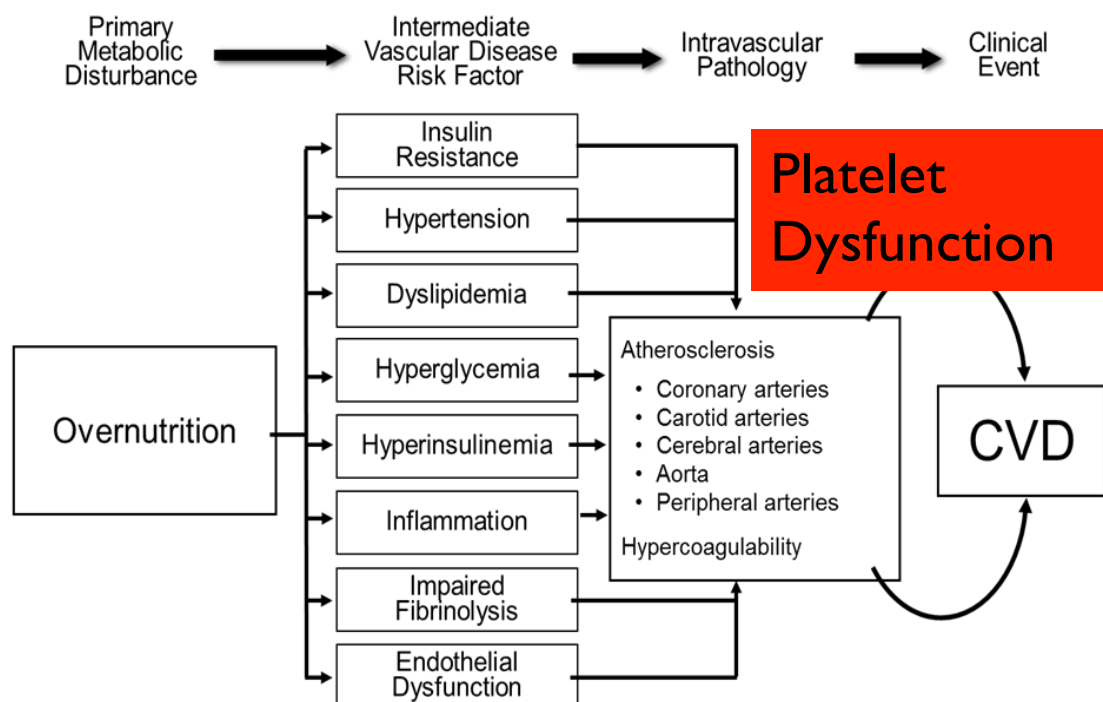 Primary
Metabolic
Disturbance
Intermediate
Vascular Disease
Risk Factor
Intravascular
Pathology
Clinical
Event
Overnutrition
Insulin
Resistance
Hypertension
Dyslipidemia
Hyperglycemia
Hyperinsulinemia
Inflammation
Impaired
Fibrinolysis
Endothelial
Dysfunction
Platelet
Dysfunction
Atherosclerosis
• Coronary arteries
• Carotid arteries
• Cerebral arteries
• Aorta
• Peripheral arteries
Hypercoagulability
CVD